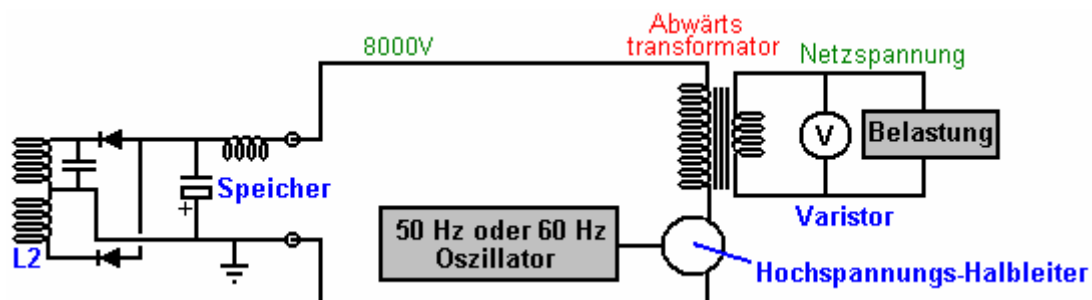 Abwärts
transformator
8000V
Netzspannung
V
Belastung
Speicher
+
Varistor
L2
50 Hz oder 60 Hz
Oszillator
Hochspannungs-Halbleiter